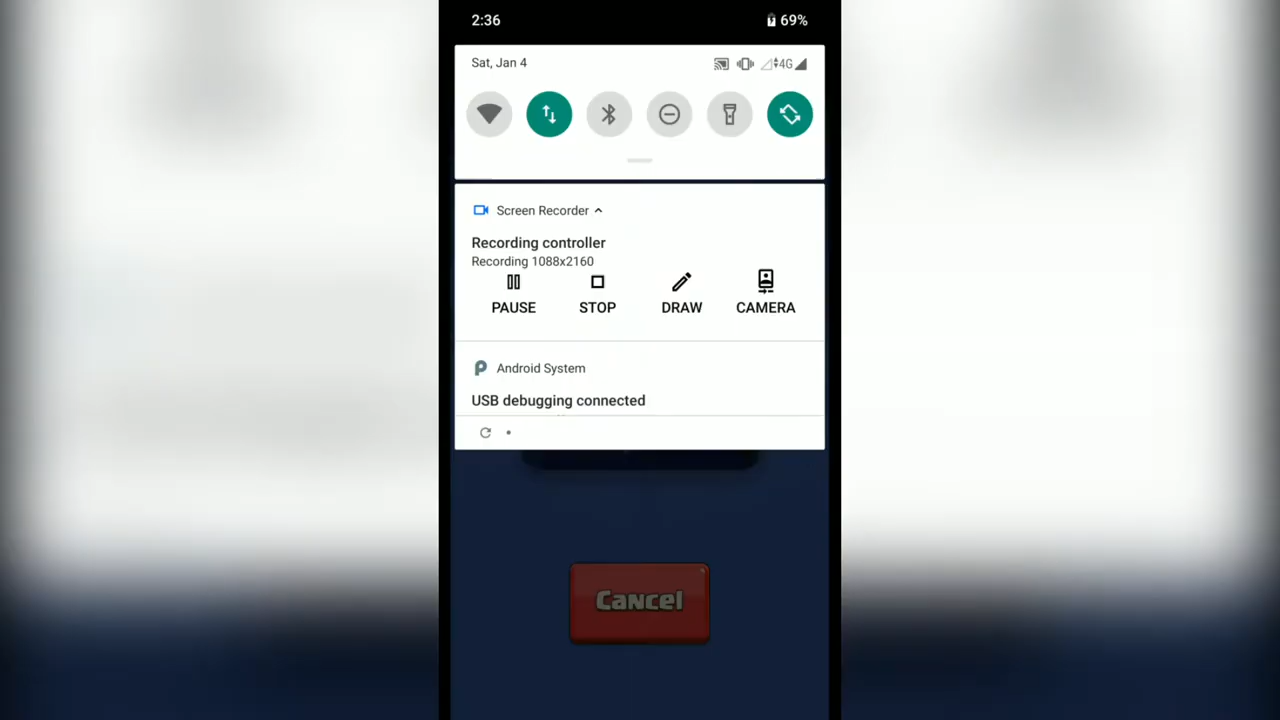 2:36 69%
Sat, Jan 4 4G
Screen Recorder
Recording controller
Recording 1088x2160
PAUSE STOP DRAW CAMERA
Android System
USB debugging connected
Cancel